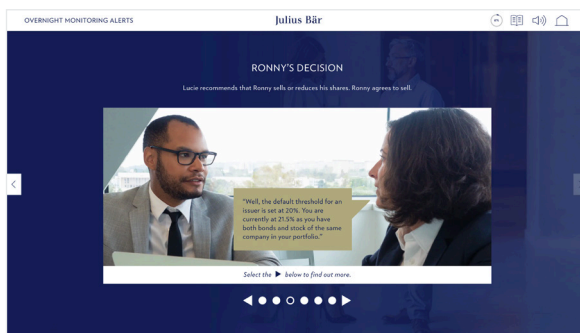 OVERNIGHT MONITORING ALERTS
Julius Bär
RONNY'S DECISION
Lucie recommends that Ronny sells or reduces his shares. Ronny agrees to sell.
"Well, the default threshold for an
issuer is set at 20%. You are
currently at 21.5% as you have
both bonds and stock of the same
company in your portfolio."
Select the ▶ below to find out more.